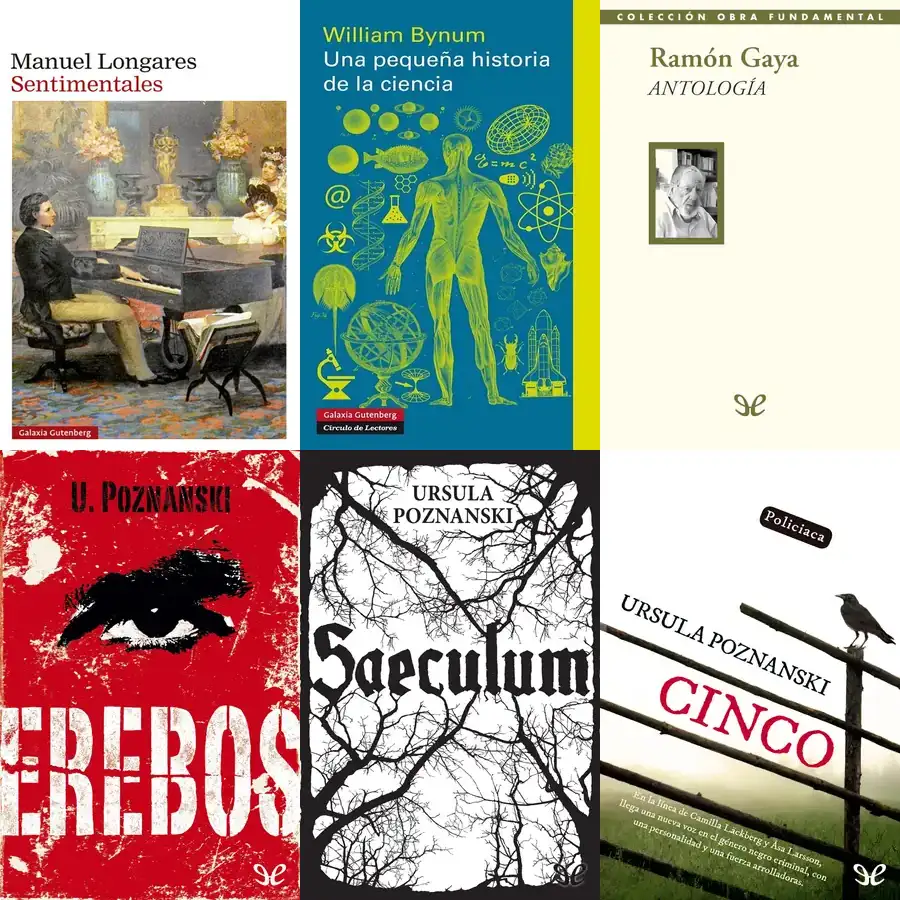 Manuel Longares
Sentimentales
Galaxia Gutenberg
William Bynum
Una pequeña historia
de la ciencia
@
e = mc²
Galaxia Gutenberg
Círculo de Lectores
COLECCIÓN OBRA FUNDAMENTAL
Ramón Gaya
ANTOLOGÍA
U. POZNANSKI
EREBOS
URSULA
POZNANSKI
Saeculum
Policiaca
URSULA POZNANSKI
CINCO
En la línea de Camilla Lackberg y Åsa Larsson,
llega una nueva voz en el género negro criminal, con
una personalidad y una fuerza arrolladoras.